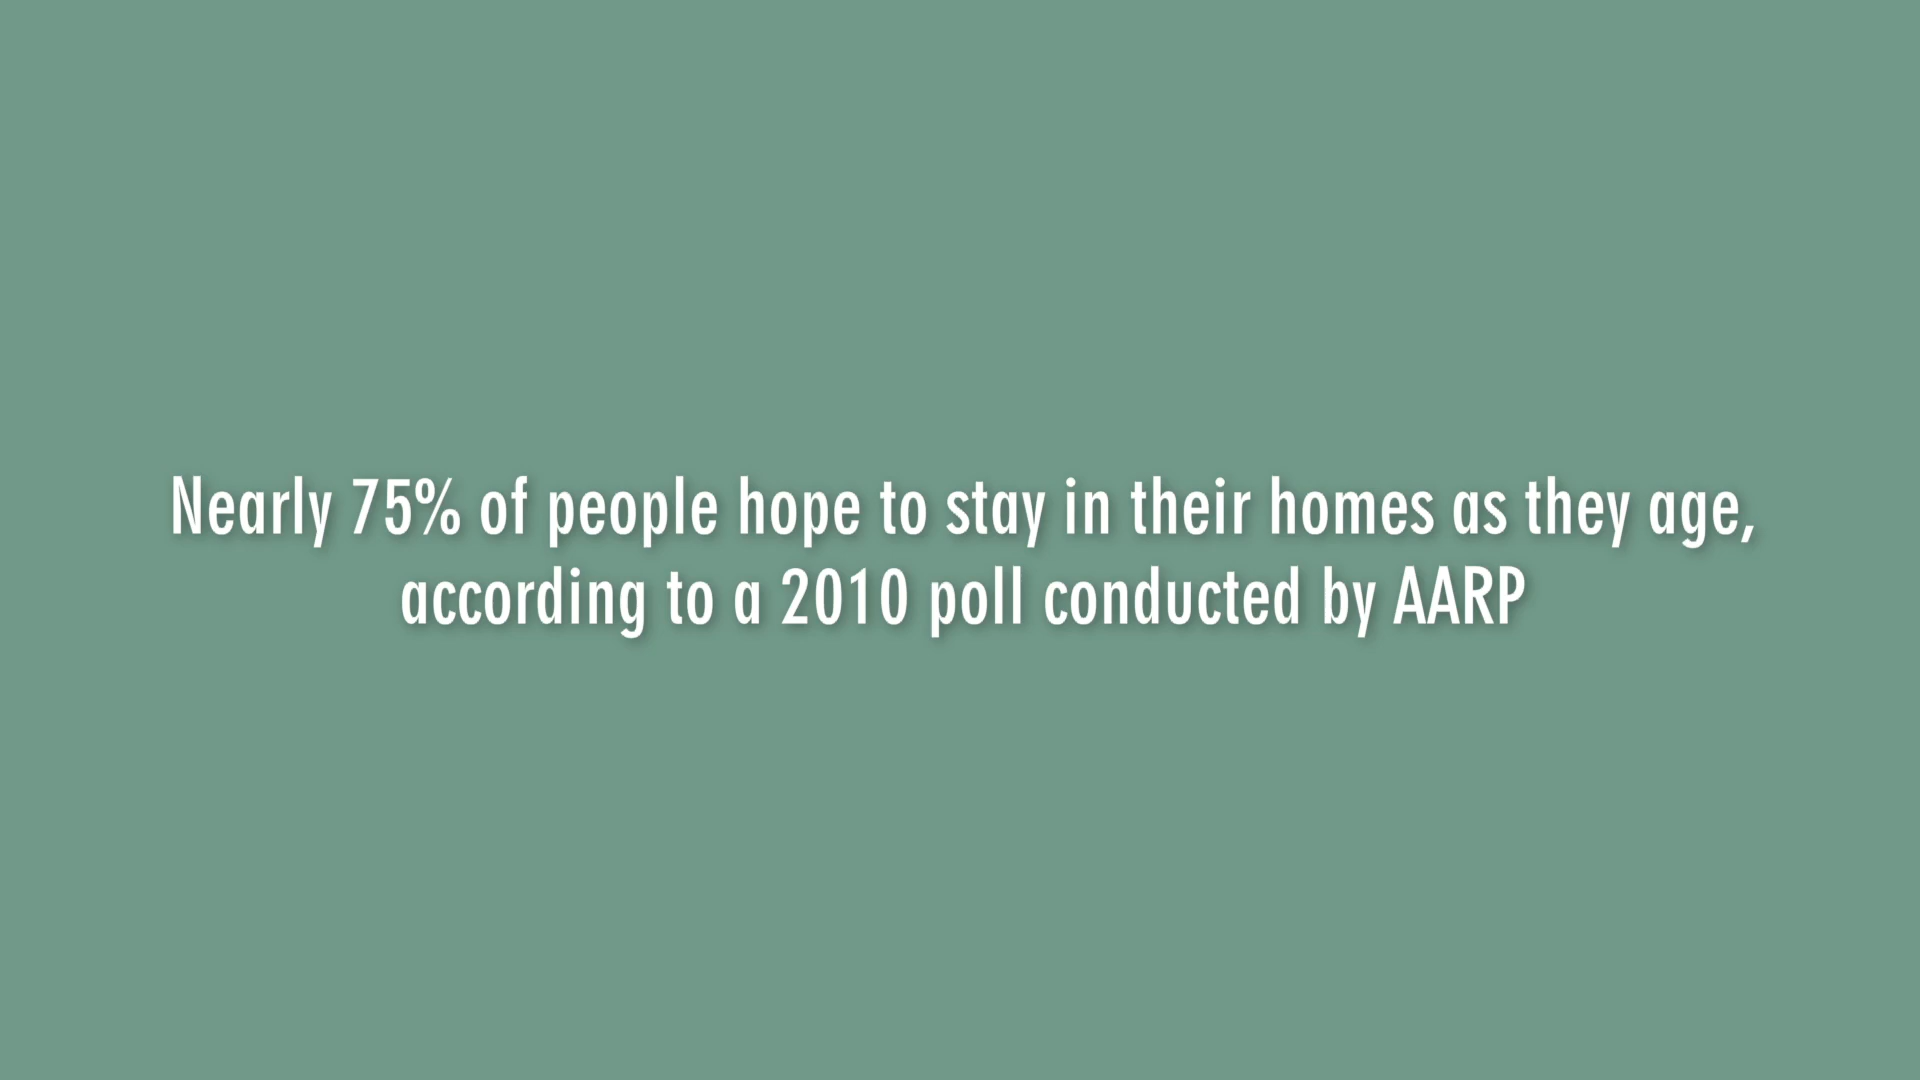 Nearly 75% of people hope to stay in their homes as they age,
according to a 2010 poll conducted by AARP